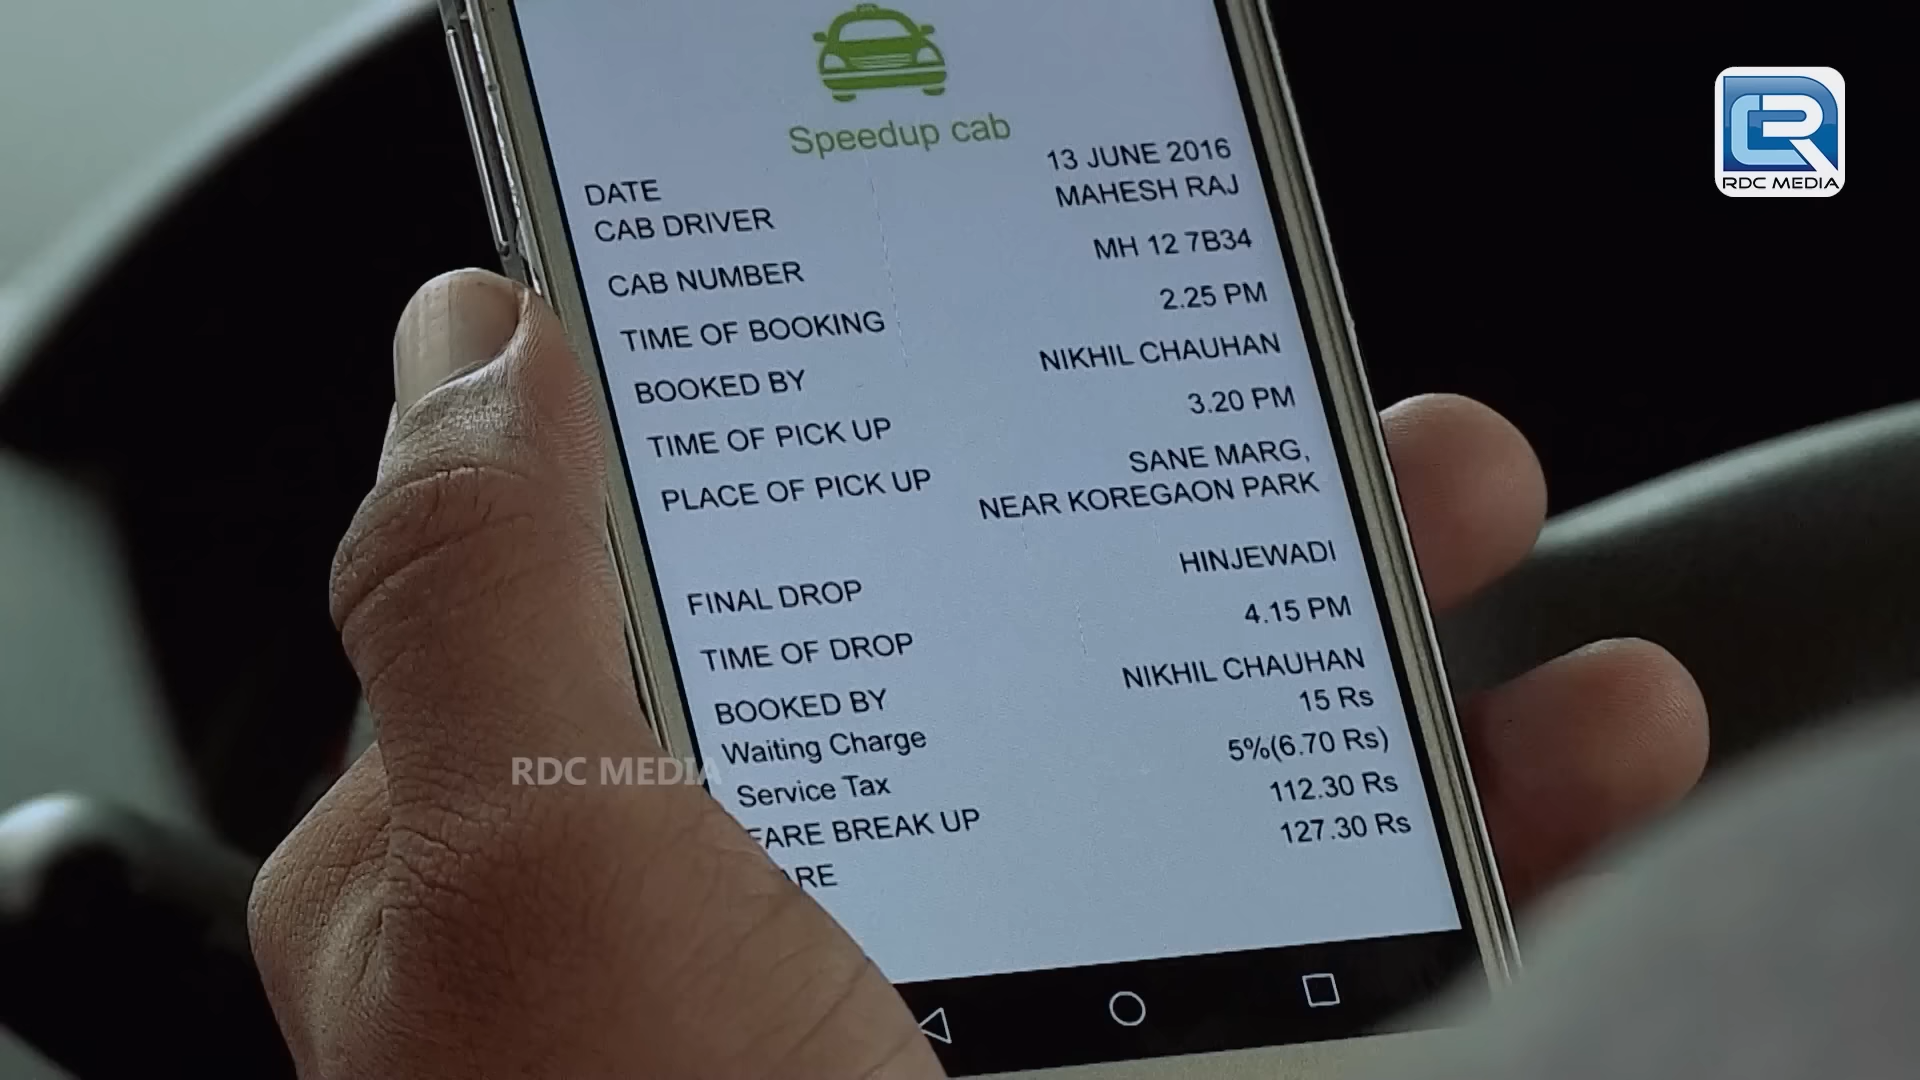 RDC MEDIA
Speedup cab
DATE 13 JUNE 2016
CAB DRIVER MAHESH RAJ
CAB NUMBER MH 12 7B34
TIME OF BOOKING 2.25 PM
BOOKED BY NIKHIL CHAUHAN
TIME OF PICK UP 3.20 PM
PLACE OF PICK UP SANE MARG,
NEAR KOREGAON PARK
FINAL DROP HINJEWADI
TIME OF DROP 4.15 PM
BOOKED BY NIKHIL CHAUHAN
Waiting Charge 15 Rs
Service Tax 5%(6.70 Rs)
FARE BREAK UP 112.30 Rs
ARE 127.30 Rs
RDC MEDIA